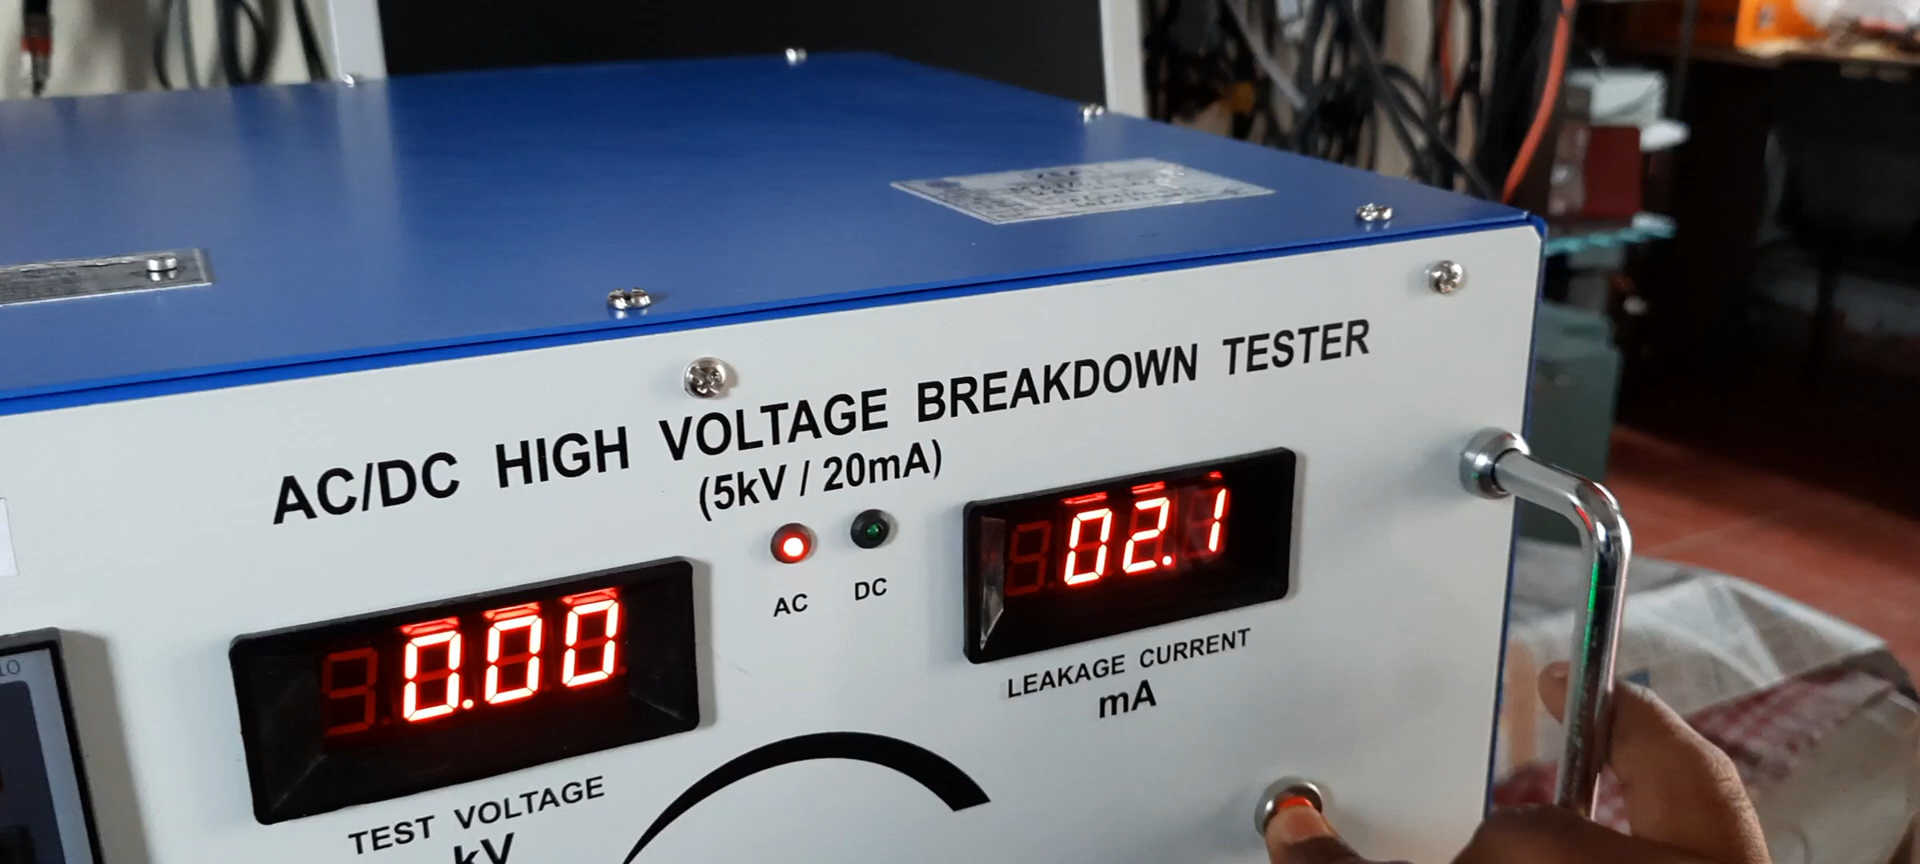 AC/DC HIGH VOLTAGE BREAKDOWN TESTER
(5kV / 20mA)
AC DC
0.00
02.1
TEST VOLTAGE
kV
LEAKAGE CURRENT
mA